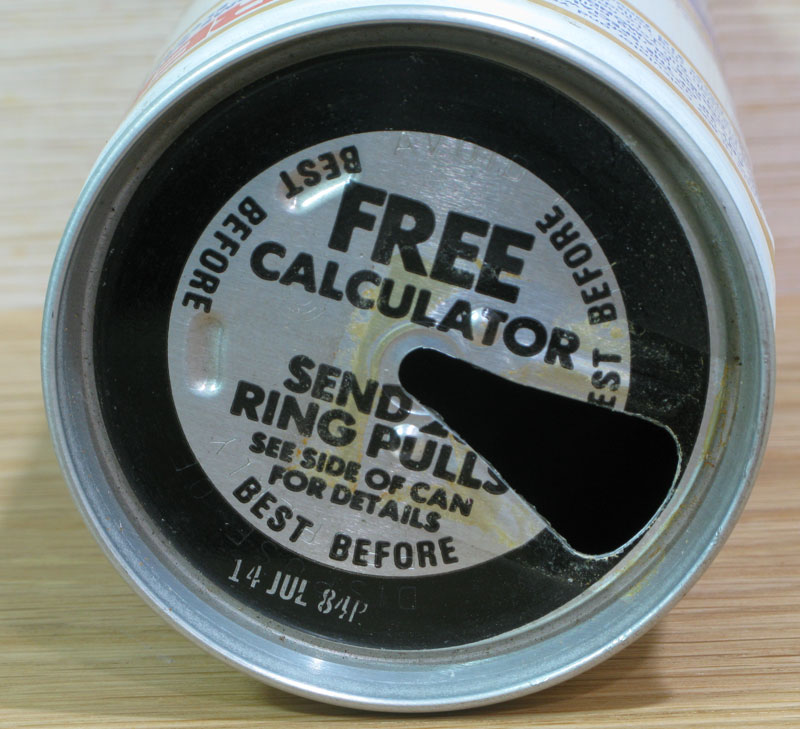 FREE
CALCULATOR
SEND
RING PULLS
SEE SIDE OF CAN
FOR DETAILS
BEST BEFORE
BEST BEFORE
BEST BEFORE
14 JUL 84P